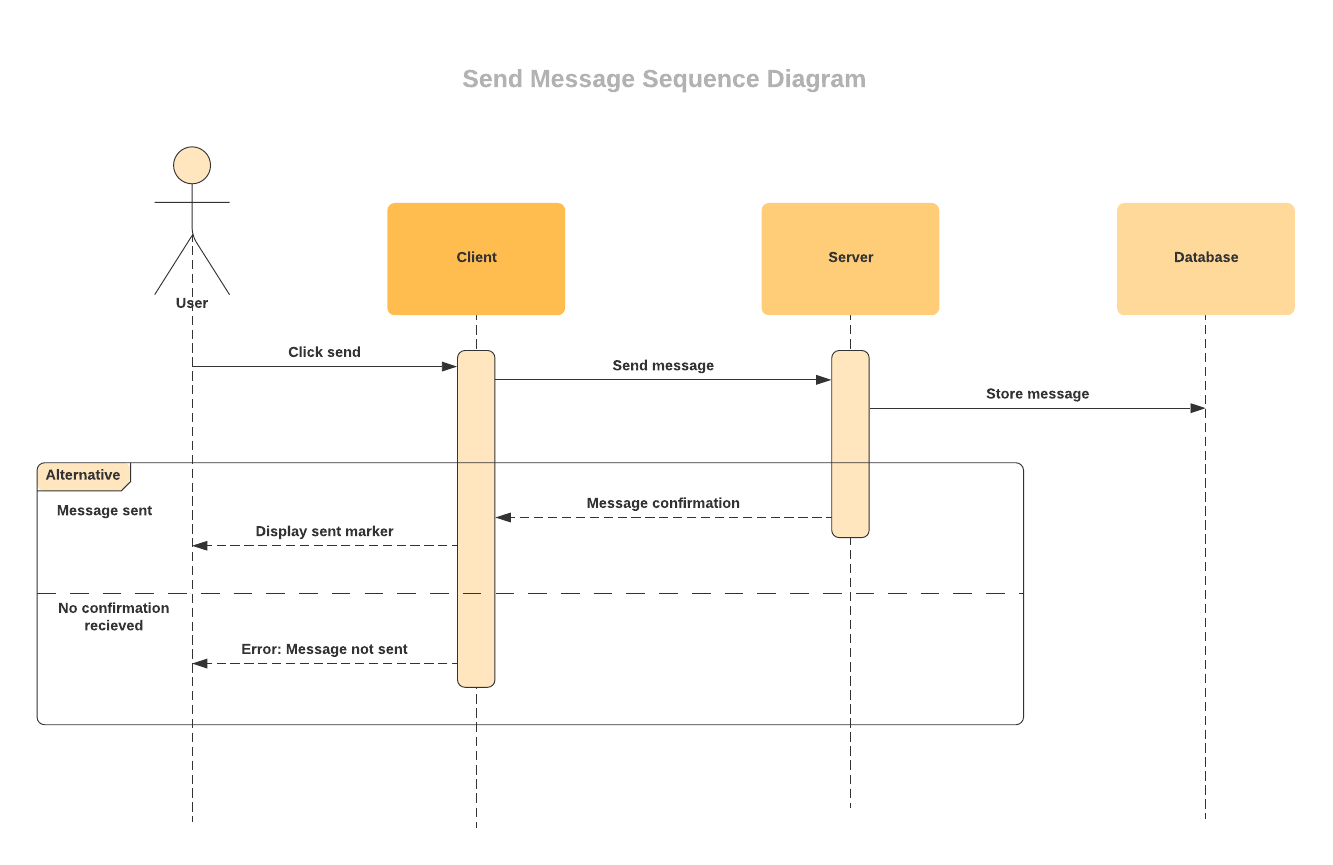 Send Message Sequence Diagram
User
Client
Server
Database
Click send
Send message
Store message
Alternative
Message sent
Message confirmation
Display sent marker
No confirmation
recieved
Error: Message not sent